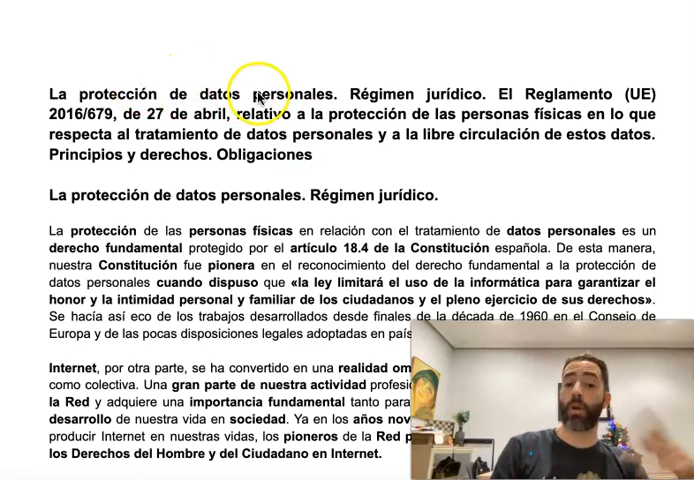 La protección de datos personales. Régimen jurídico. El Reglamento (UE)
2016/679, de 27 de abril, relativo a la protección de las personas físicas en lo que
respecta al tratamiento de datos personales y a la libre circulación de estos datos.
Principios y derechos. Obligaciones
La protección de datos personales. Régimen jurídico.
La protección de las personas físicas en relación con el tratamiento de datos personales es un
derecho fundamental protegido por el artículo 18.4 de la Constitución española. De esta manera,
nuestra Constitución fue pionera en el reconocimiento del derecho fundamental a la protección de
datos personales cuando dispuso que «la ley limitará el uso de la informática para garantizar el
honor y la intimidad personal y familiar de los ciudadanos y el pleno ejercicio de sus derechos».
Se hacía así eco de los trabajos desarrollados desde finales de la década de 1960 en el Consejo de
Europa y de las pocas disposiciones legales adoptadas en país
Internet, por otra parte, se ha convertido en una realidad om
como colectiva. Una gran parte de nuestra actividad profesi
la Red y adquiere una importancia fundamental tanto para
desarrollo de nuestra vida en sociedad. Ya en los años nov
producir Internet en nuestras vidas, los pioneros de la Red p
los Derechos del Hombre y del Ciudadano en Internet.